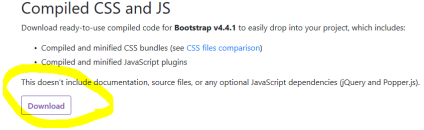 Compiled CSS and JS
Download ready-to-use compiled code for Bootstrap v4.4.1 to easily drop into your project, which includes:
• Compiled and minified CSS bundles (see CSS files comparison)
• Compiled and minified JavaScript plugins
This doesn't include documentation, source files, or any optional JavaScript dependencies (jQuery and Popper.js).
Download